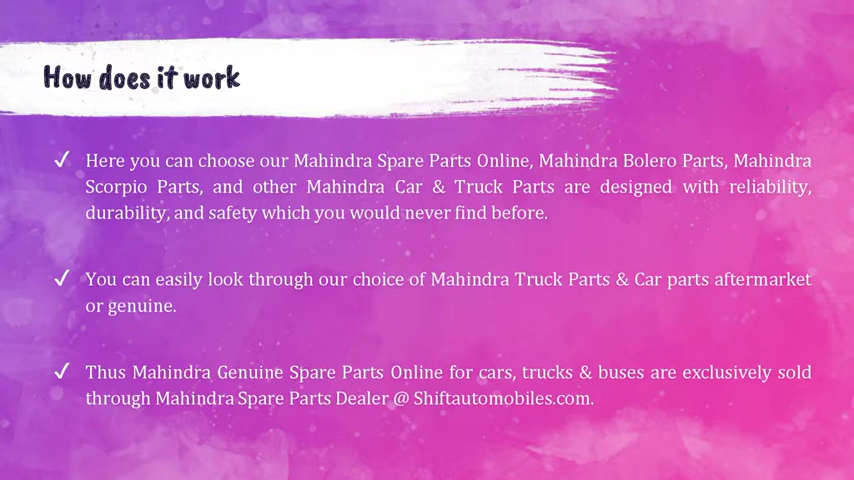 How does it work
✓ Here you can choose our Mahindra Spare Parts Online, Mahindra Bolero Parts, Mahindra
Scorpio Parts, and other Mahindra Car & Truck Parts are designed with reliability,
durability, and safety which you would never find before.
✓ You can easily look through our choice of Mahindra Truck Parts & Car parts aftermarket
or genuine.
✓ Thus Mahindra Genuine Spare Parts Online for cars, trucks & buses are exclusively sold
through Mahindra Spare Parts Dealer @ Shiftautomobiles.com.